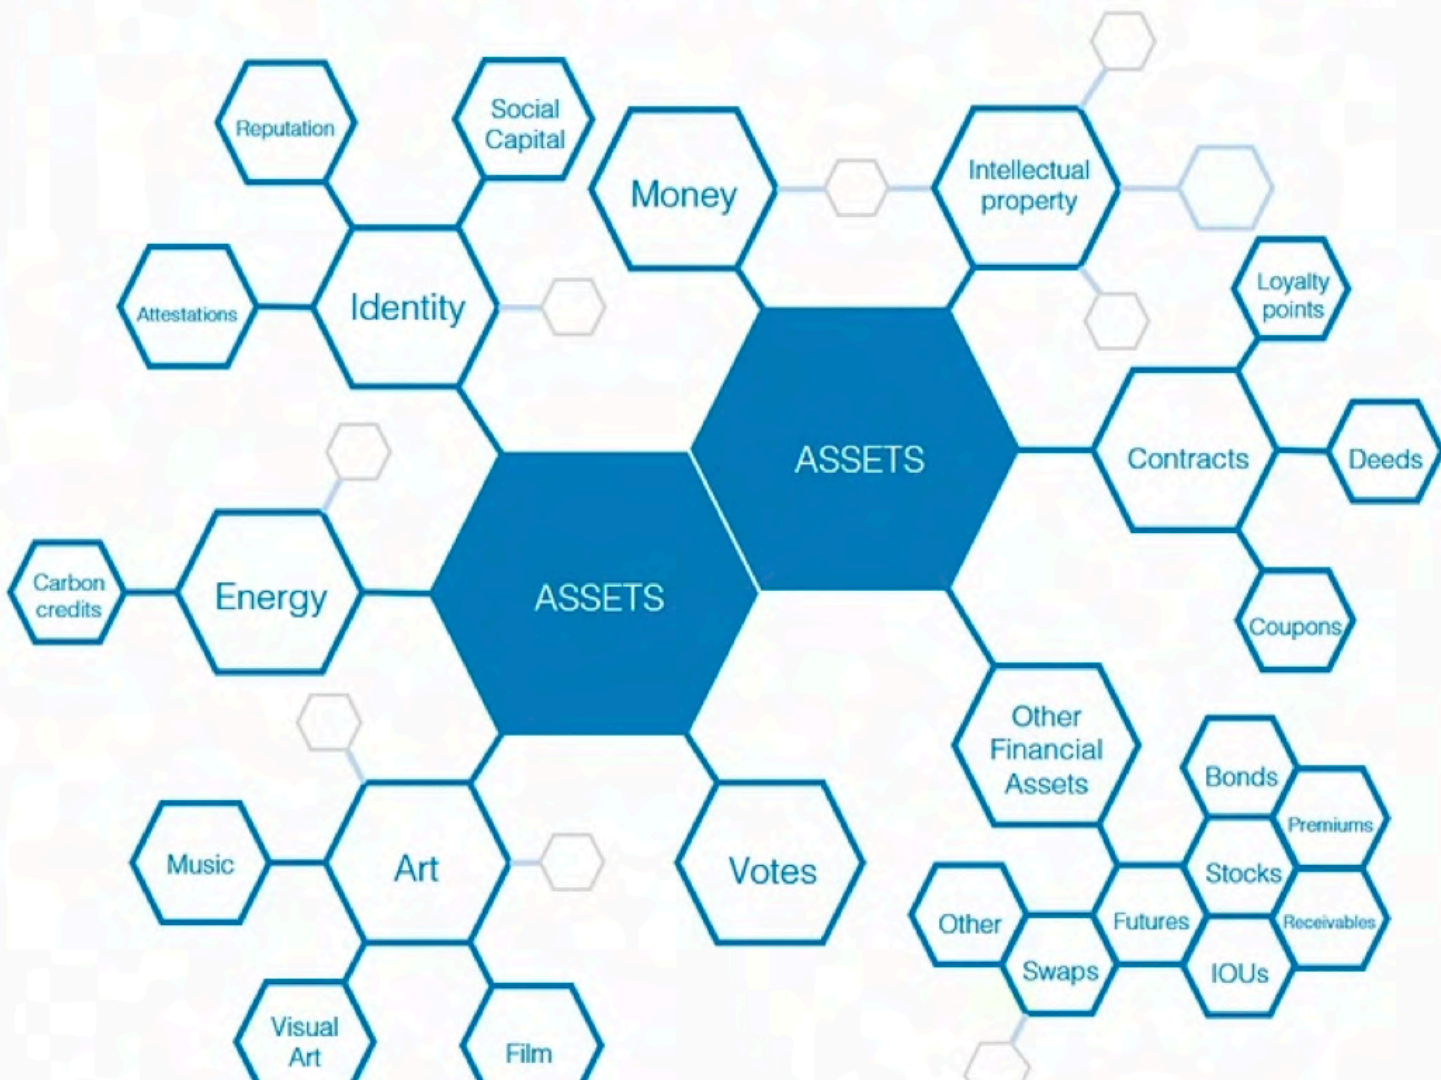 Reputation
Social
Capital
Money
Intellectual
property
Attestations
Identity
Loyalty
points
ASSETS
Contracts
Deeds
Carbon
credits
Energy
ASSETS
Coupons
Other
Financial
Assets
Bonds
Premiums
Music
Art
Votes
Stocks
Other
Futures
Receivables
Swaps
IOUs
Visual
Art
Film